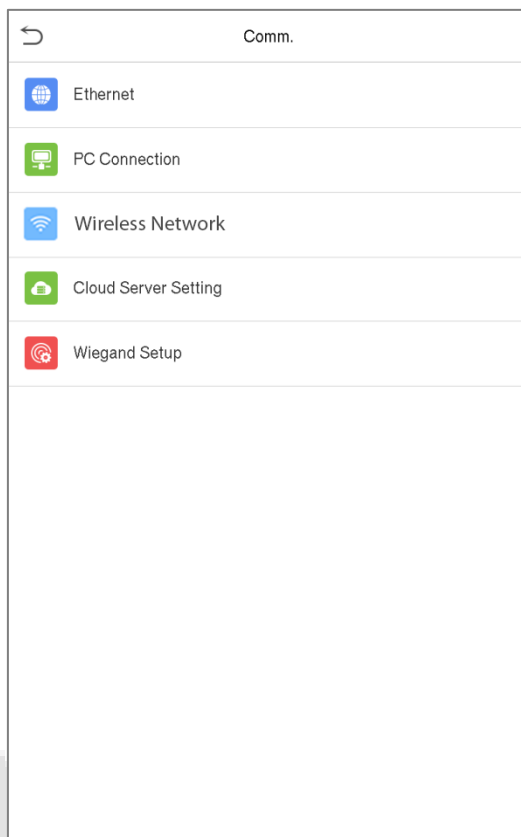 Comm.
Ethernet
PC Connection
Wireless Network
Cloud Server Setting
Wiegand Setup